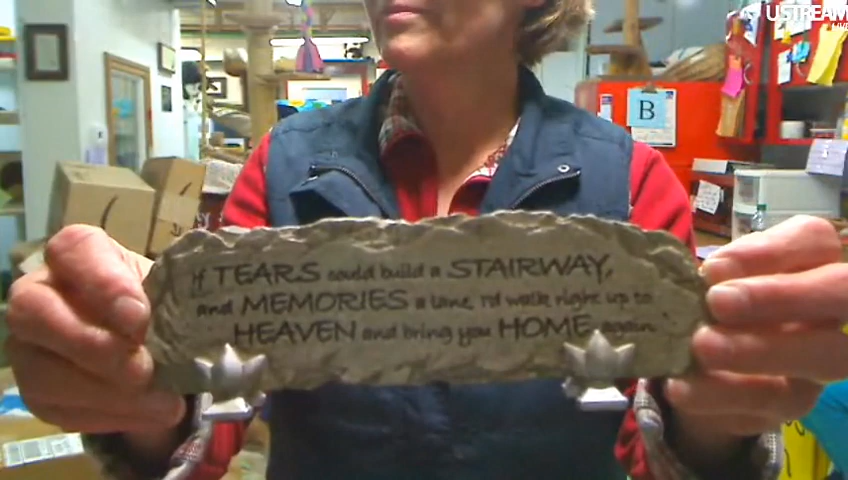 USTREAM
B
If TEARS could build a STAIRWAY,
and MEMORIES a lane, I'd walk right up to
HEAVEN and bring you HOME again.